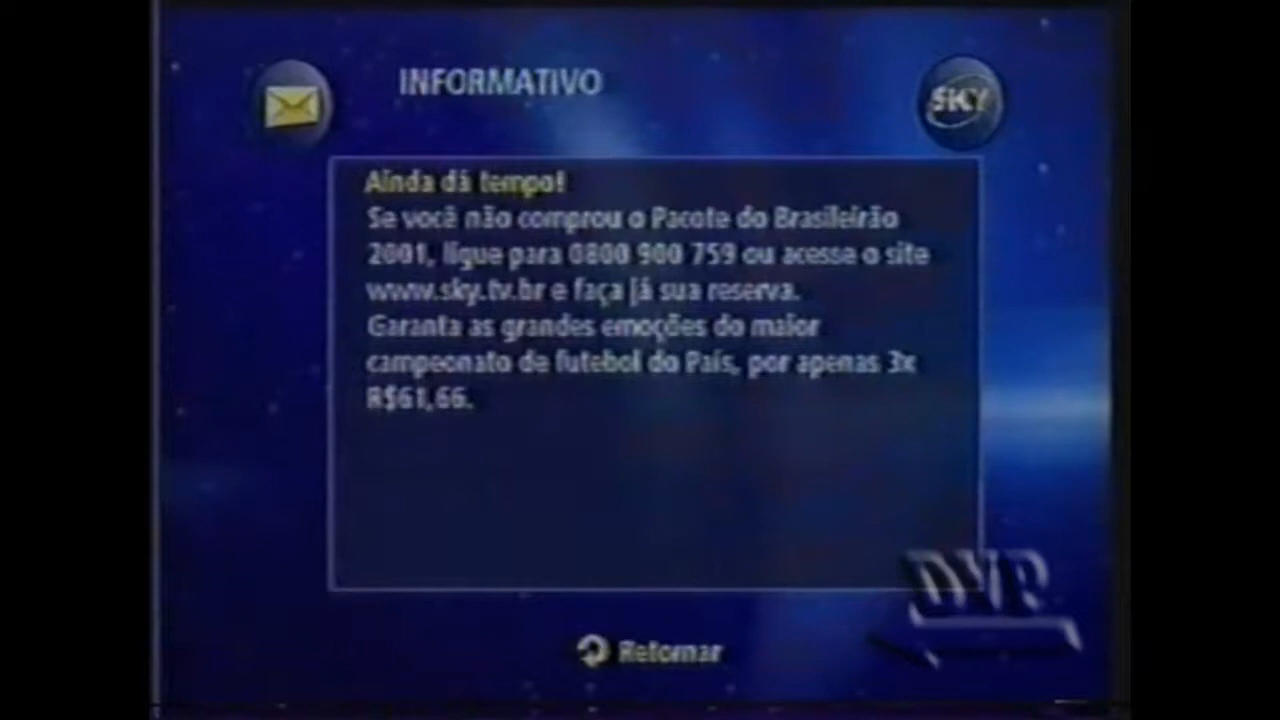 INFORMATIVO
SKY
Ainda dá tempo!
Se você não comprou o Pacote do Brasileirão
2001, ligue para 0800 900 759 ou acesse o site
www.sky.tv.br e faça já sua reserva.
Garanta as grandes emoções do maior
campeonato de futebol do País, por apenas 3x
R$61,66.
DVP
Retornar